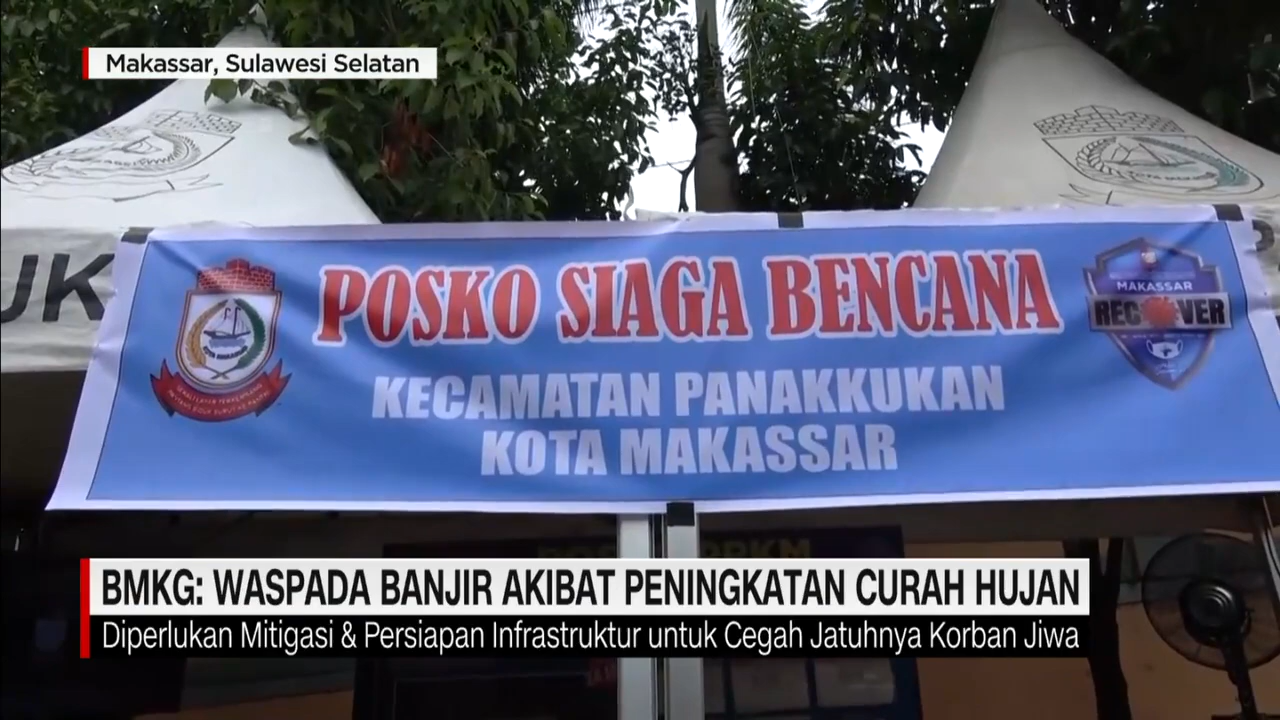 Makassar, Sulawesi Selatan
UK
POSKO SIAGA BENCANA
MAKASSAR
RECOVER
KECAMATAN PANAKKUKAN
KOTA MAKASSAR
BMKG: WASPADA BANJIR AKIBAT PENINGKATAN CURAH HUJAN
Diperlukan Mitigasi & Persiapan Infrastruktur untuk Cegah Jatuhnya Korban Jiwa